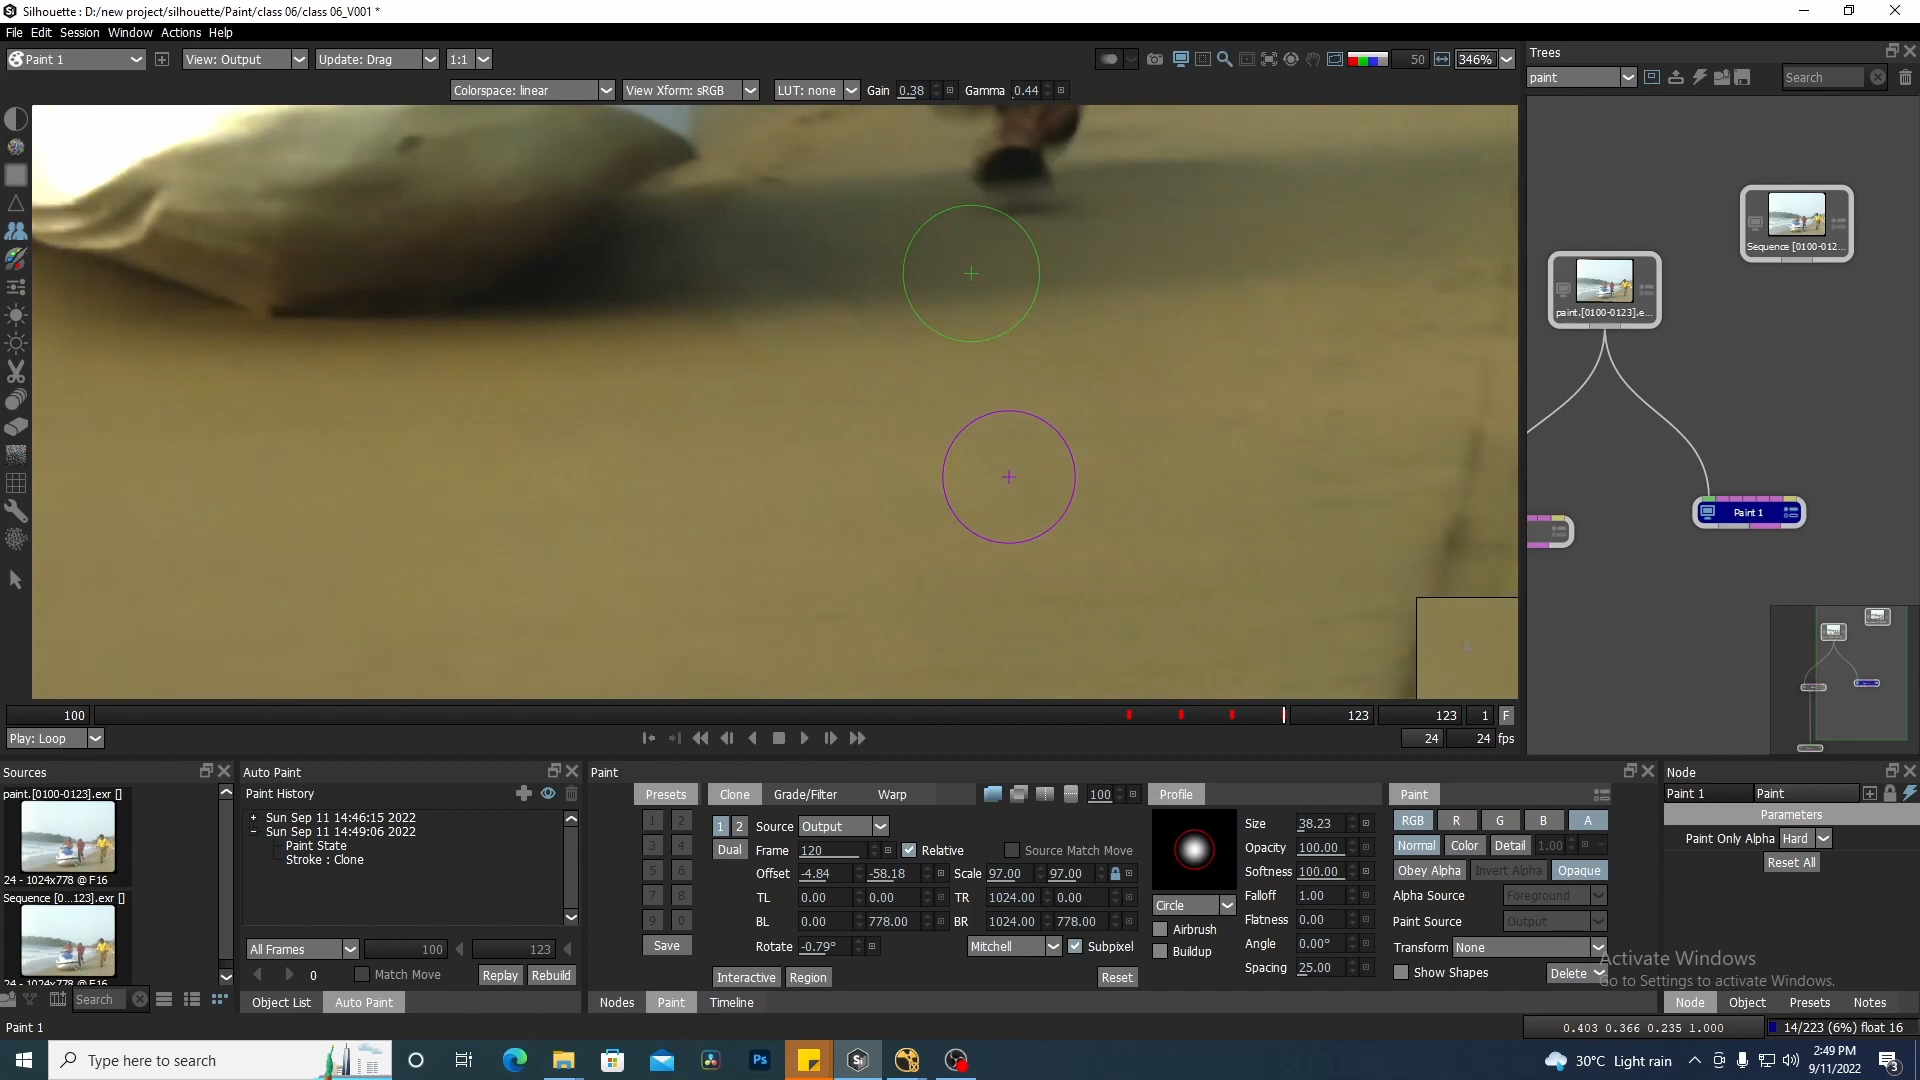 Silhouette : D:/new project/silhouette/Paint/class 06/class 06_V001 *
File Edit Session Window Actions Help
Paint 1 View: Output Update: Drag 1:1 50 346%
Colorspace: linear View Xform: sRGB LUT: none Gain 0.38 Gamma 0.44
Trees
paint Search
Sequence [0100-012...
paint.[0100-0123].e...
Paint 1
100 123 123 1 F
Play: Loop 24 24 fps
Sources
paint.[0100-0123].exr []
24 - 1024x778 @ F16
Sequence [0...123].exr []
24 - 1024x778 @ F16
Search
Auto Paint
Paint History
+ Sun Sep 11 14:46:15 2022
- Sun Sep 11 14:49:06 2022
Paint State
Stroke : Clone
All Frames 100 123
0 Match Move Replay Rebuild
Object List Auto Paint
Paint
Presets Clone Grade/Filter Warp 100 Profile Paint
1 2
3 4
5 6
7 8
9 0
Save
1 2 Source Output
Dual Frame 120 Relative Source Match Move
Offset -4.84 -58.18 Scale 97.00 97.00
TL 0.00 0.00 TR 1024.00 0.00
BL 0.00 778.00 BR 1024.00 778.00
Rotate -0.79° Mitchell Subpixel
Interactive Region Reset
Circle
Airbrush
Buildup
Size 38.23
Opacity 100.00
Softness 100.00
Falloff 1.00
Flatness 0.00
Angle 0.00°
Spacing 25.00
RGB R G B A
Normal Color Detail 1.00
Obey Alpha Invert Alpha Opaque
Alpha Source Foreground
Paint Source Output
Transform None
Show Shapes Delete
Nodes Paint Timeline
Node
Paint 1 Paint
Parameters
Paint Only Alpha Hard
Reset All
Activate Windows
Go to Settings to activate Windows.
Node Object Presets Notes
Paint 1
0.403 0.366 0.235 1.000 14/223 (6%) float 16
Type here to search
Ps
Si
30°C Light rain
2:49 PM
9/11/2022
3